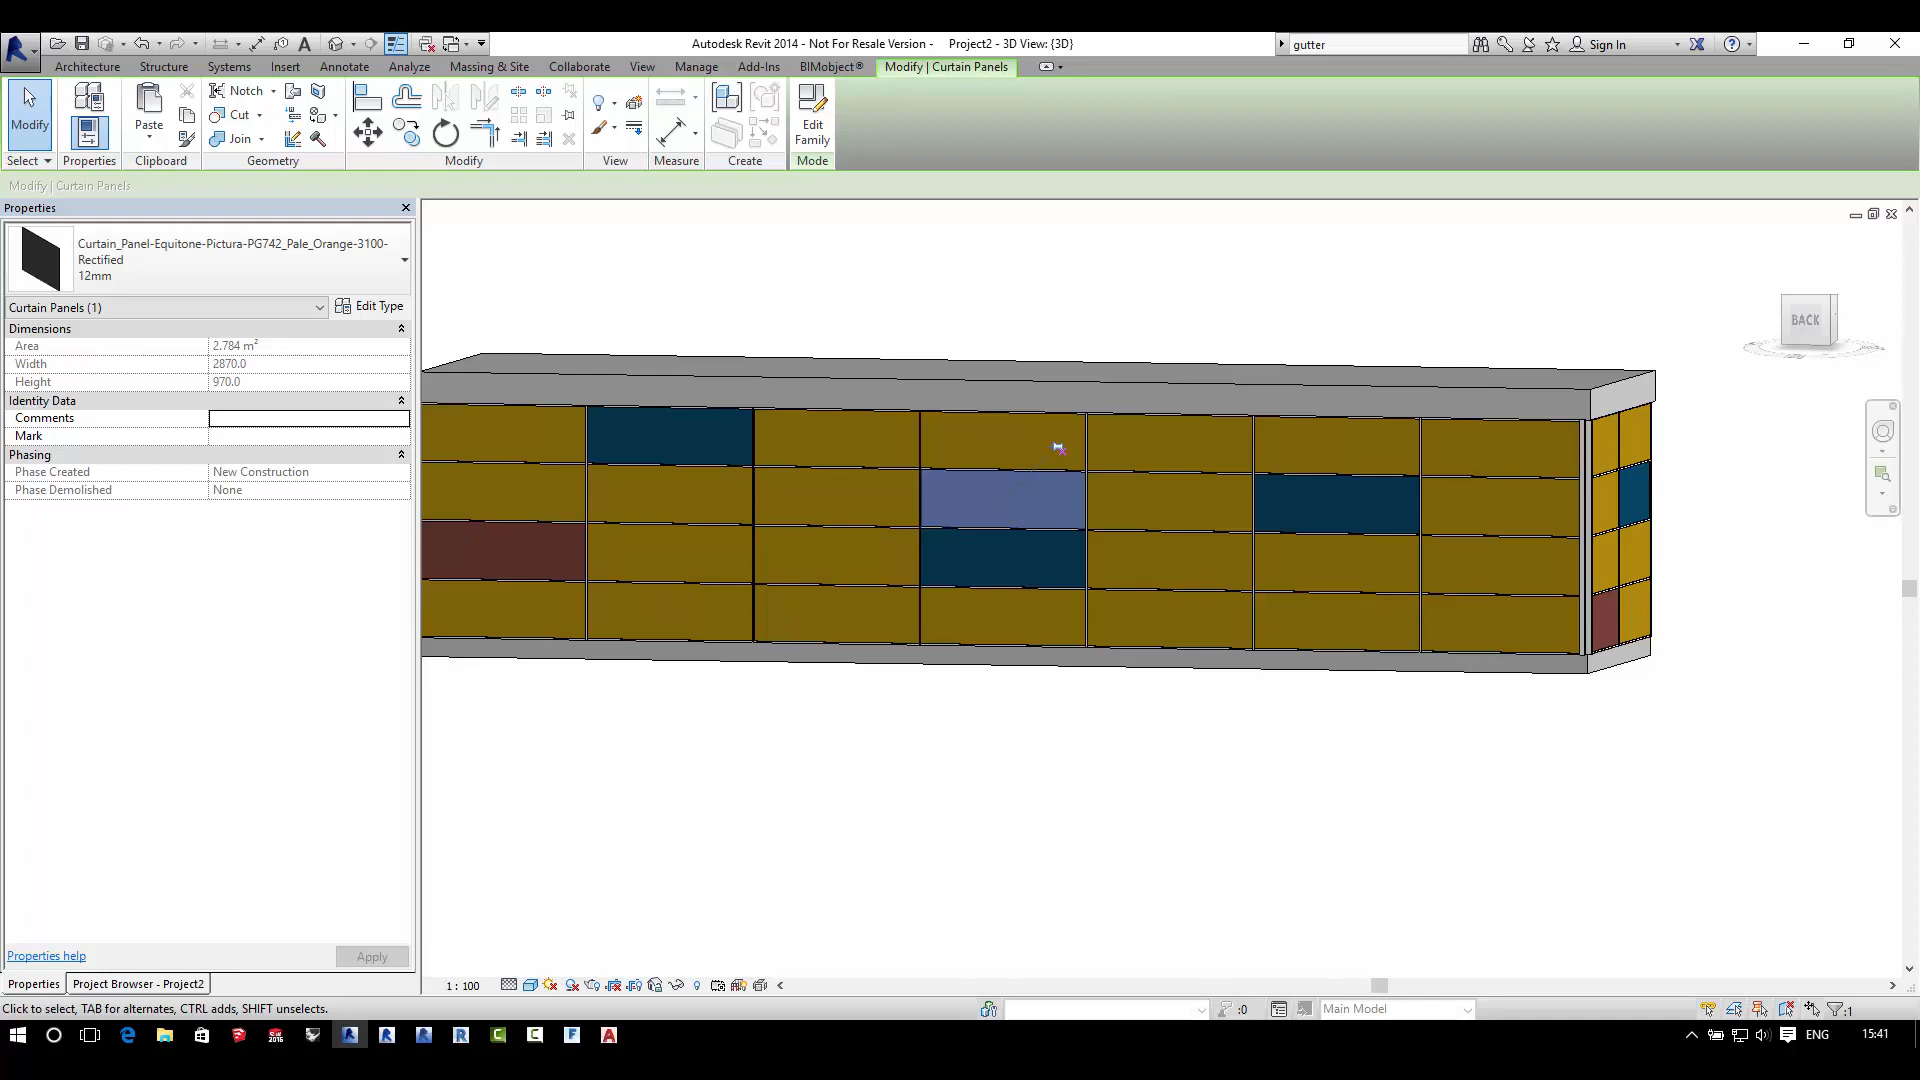 Autodesk Revit 2014 - Not For Resale Version -    Project2 - 3D View: {3D}
gutter
Sign In
Architecture Structure Systems Insert Annotate Analyze Massing & Site Collaborate View Manage Add-Ins BIMobject® Modify | Curtain Panels
Modify
Paste
Notch
Cut
Join
Edit
Family
Select Properties Clipboard Geometry Modify View Measure Create Mode
Modify | Curtain Panels
Properties
Curtain_Panel-Equitone-Pictura-PG742_Pale_Orange-3100-
Rectified
12mm
Curtain Panels (1)
Edit Type
Dimensions
Area 2.784 m²
Width 2870.0
Height 970.0
Identity Data
Comments
Mark
Phasing
Phase Created New Construction
Phase Demolished None
BACK
Properties help
Apply
Properties
Project Browser - Project2
1 : 100
Click to select, TAB for alternates, CTRL adds, SHIFT unselects.
:0
Main Model
:1
2016
ENG
15:41